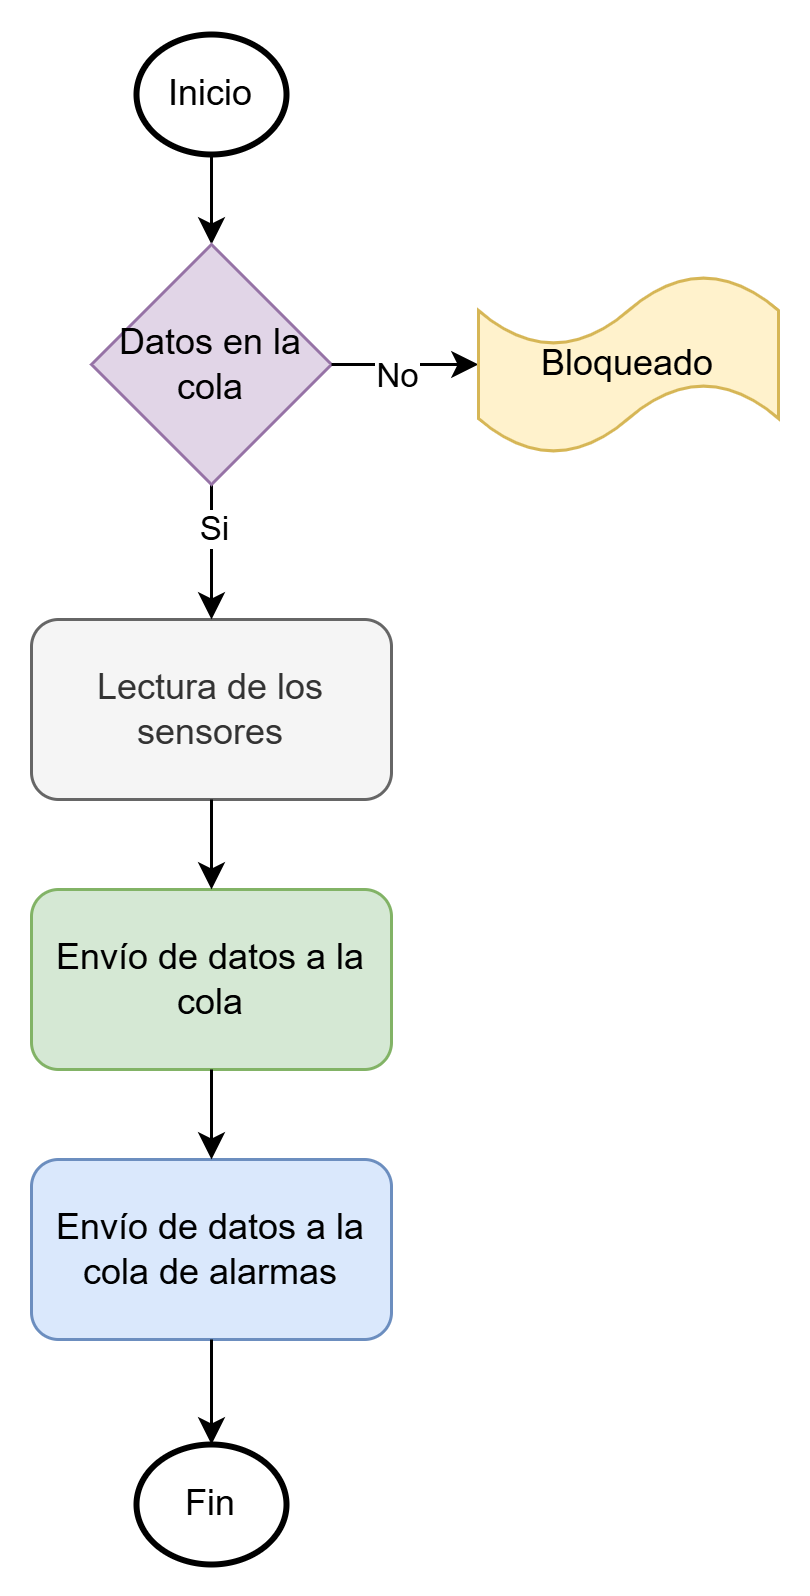 Inicio
Datos en la
cola
No
Bloqueado
Si
Lectura de los
sensores
Envío de datos a la
cola
Envío de datos a la
cola de alarmas
Fin